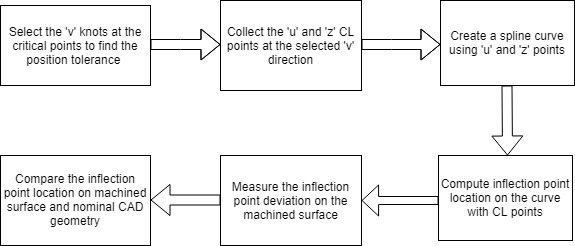 Select the 'v' knots at the
critical points to find the
position tolerance
Collect the 'u' and 'z' CL
points at the selected 'v'
direction
Create a spline curve
using 'u' and 'z' points
Compute inflection point
location on the curve
with CL points
Measure the inflection
point deviation on the
machined surface
Compare the inflection
point location on machined
surface and nominal CAD
geometry